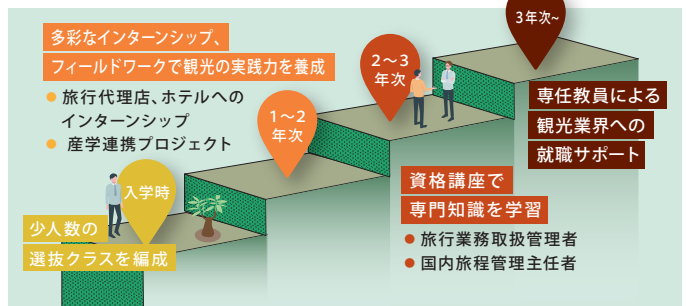 入学時
少人数の
選抜クラスを編成
1〜2
年次
多彩なインターンシップ、
フィールドワークで観光の実践力を養成
● 旅行代理店、ホテルへの
インターンシップ
● 産学連携プロジェクト
2〜3
年次
資格講座で
専門知識を学習
● 旅行業務取扱管理者
● 国内旅程管理主任者
3年次~
専任教員による
観光業界への
就職サポート